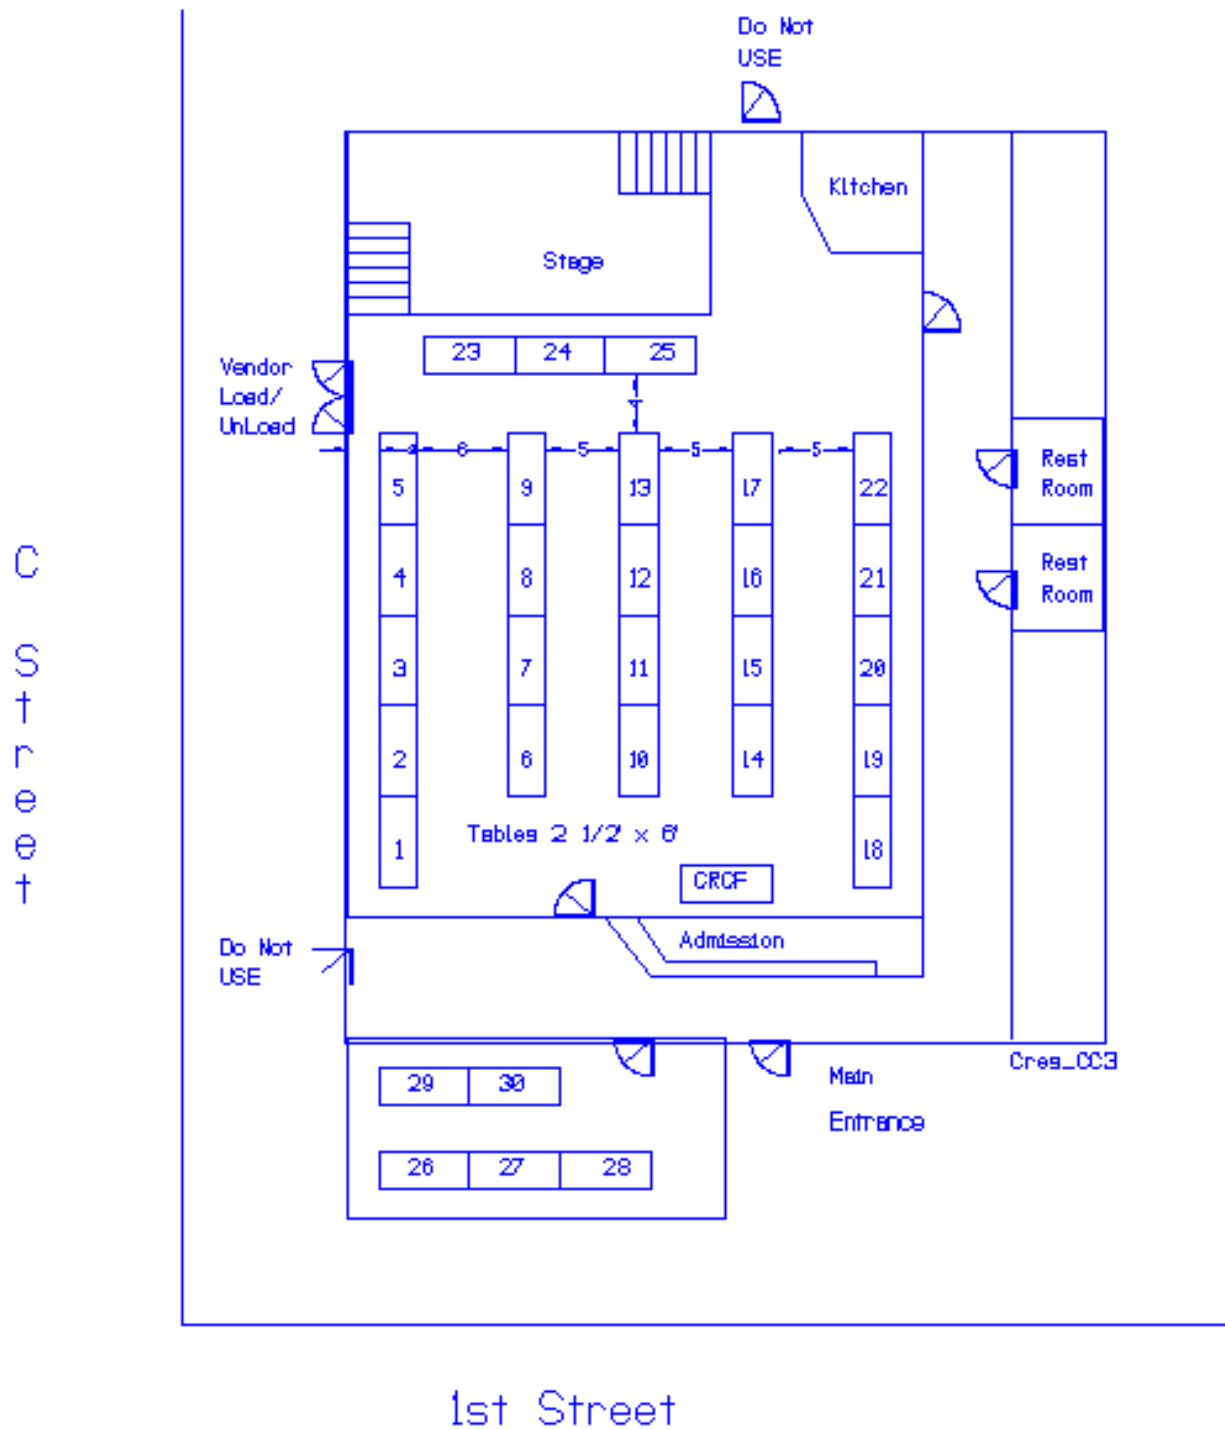 Do Not
USE
Kitchen
Stage
23 24 25
Vendor
Load/
UnLoad
4
2 6 5 5 5
5 9 13 17 22
Rest
Room
4 8 12 16 21
Rest
Room
3 7 11 15 20
2 6 10 14 19
Tables 2 1/2' x 6'
1 18
CRCF
Admission
Do Not
USE
Cres_CC3
Main
Entrance
29 30
26 27 28
C Street
1st Street